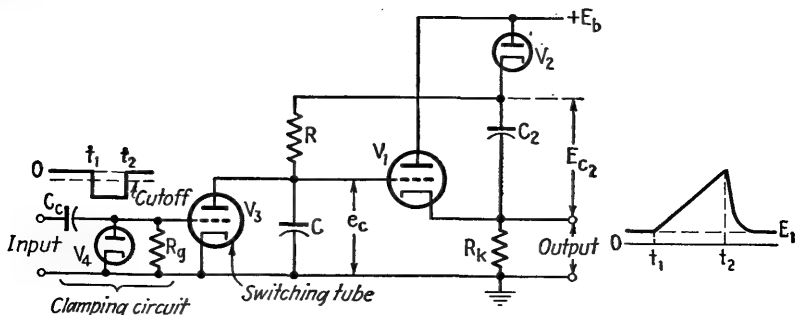 +E_b
V_2
R
C_2
E_c2
V_1
t_1 t_2
0
Cutoff
V_3
C_c
C
e_c
Input
V_4
R_g
R_k
Output
0
E_1
t_1 t_2
Clamping circuit
Switching tube